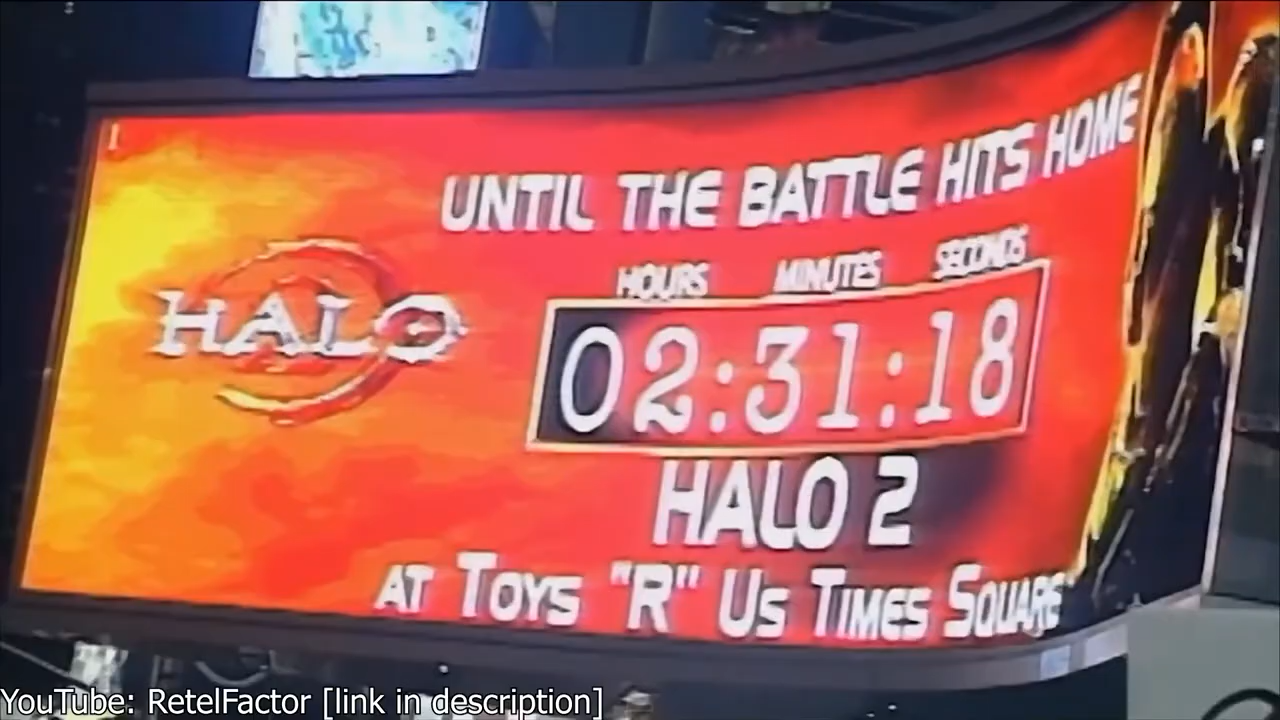 UNTIL THE BATTLE HITS HOME
HALO
HOURS MINUTES SECONDS
02:31:18
HALO 2
AT TOYS "R" US TIMES SQUARE
YouTube: RetelFactor [link in description]